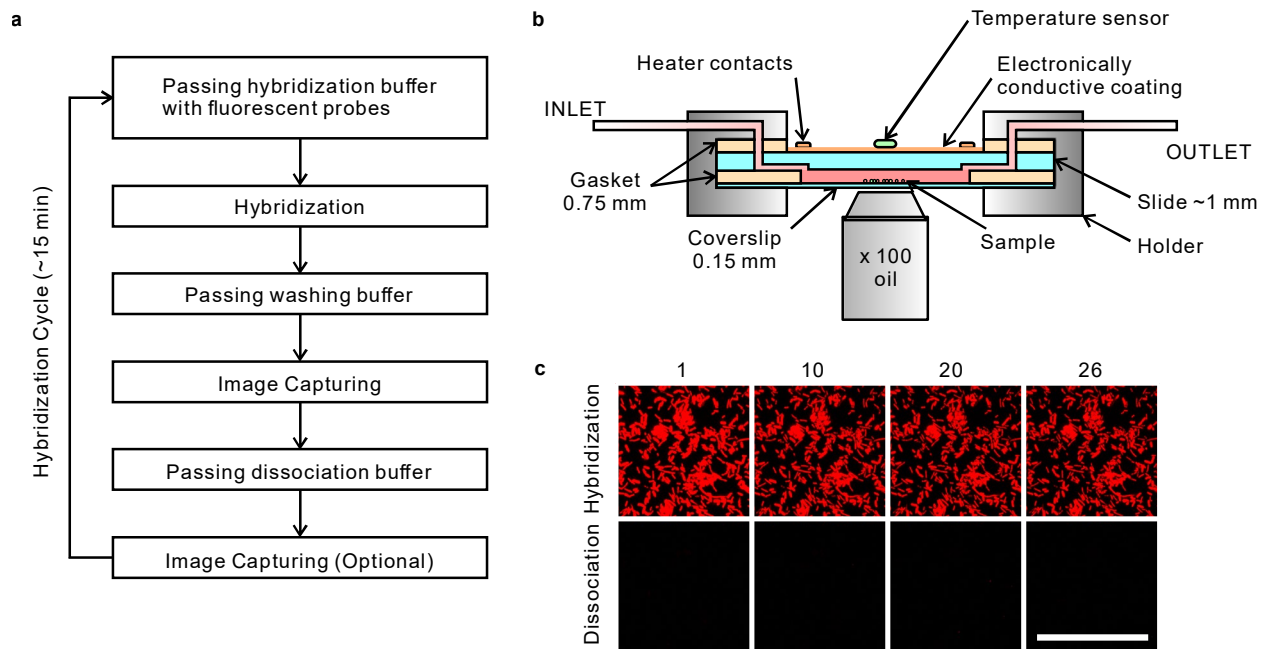 a
Hybridization Cycle (~15 min)
Passing hybridization buffer
with fluorescent probes
Hybridization
Passing washing buffer
Image Capturing
Passing dissociation buffer
Image Capturing (Optional)
b
Temperature sensor
Heater contacts
Electronically
conductive coating
INLET
OUTLET
Gasket
0.75 mm
Slide ~1 mm
Coverslip
0.15 mm
Sample
Holder
x 100
oil
c
1
10
20
26
Hybridization
Dissociation